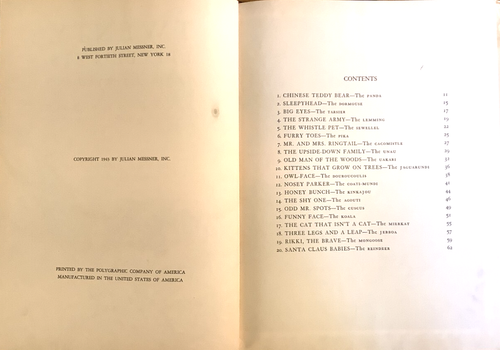 PUBLISHED BY JULIAN MESSNER, INC.
8 WEST FORTIETH STREET, NEW YORK 18
COPYRIGHT 1943 BY JULIAN MESSNER, INC.
PRINTED BY THE POLYGRAPHIC COMPANY OF AMERICA
MANUFACTURED IN THE UNITED STATES OF AMERICA
CONTENTS
1. CHINESE TEDDY BEAR—The PANDA 11
2. SLEEPYHEAD—The DORMOUSE 15
3. BIG EYES—The TARSIER 17
4. THE STRANGE ARMY—The LEMMING 19
5. THE WHISTLE PET—The SEWELLEL 22
6. FURRY TOES—The PIKA 25
7. MR. AND MRS. RINGTAIL—The CACOMISTLE 27
8. THE UPSIDE-DOWN FAMILY—The UNAU 29
9. OLD MAN OF THE WOODS—The 32
10. KITTENS THAT GROW ON TREES—The JAGUARUNDI 36
11. OWL-FACE—The DOUROUCOULIS 38
12. NOSEY PARKER—The COATI-MUNDI 41
13. HONEY BUNCH—The KINKAJOU 44
14. THE SHY ONE—The AGOUTI 46
15. ODD MR. SPOTS—The CUSCUS 49
16. FUNNY FACE—The KOALA 51
17. THE CAT THAT ISN'T A CAT—The MEERKAT 55
18. THREE LEGS AND A LEAP—The JERBOA 57
19. RIKKI, THE BRAVE—The MONGOOSE 59
20. SANTA CLAUS BABIES—The REINDEER 62